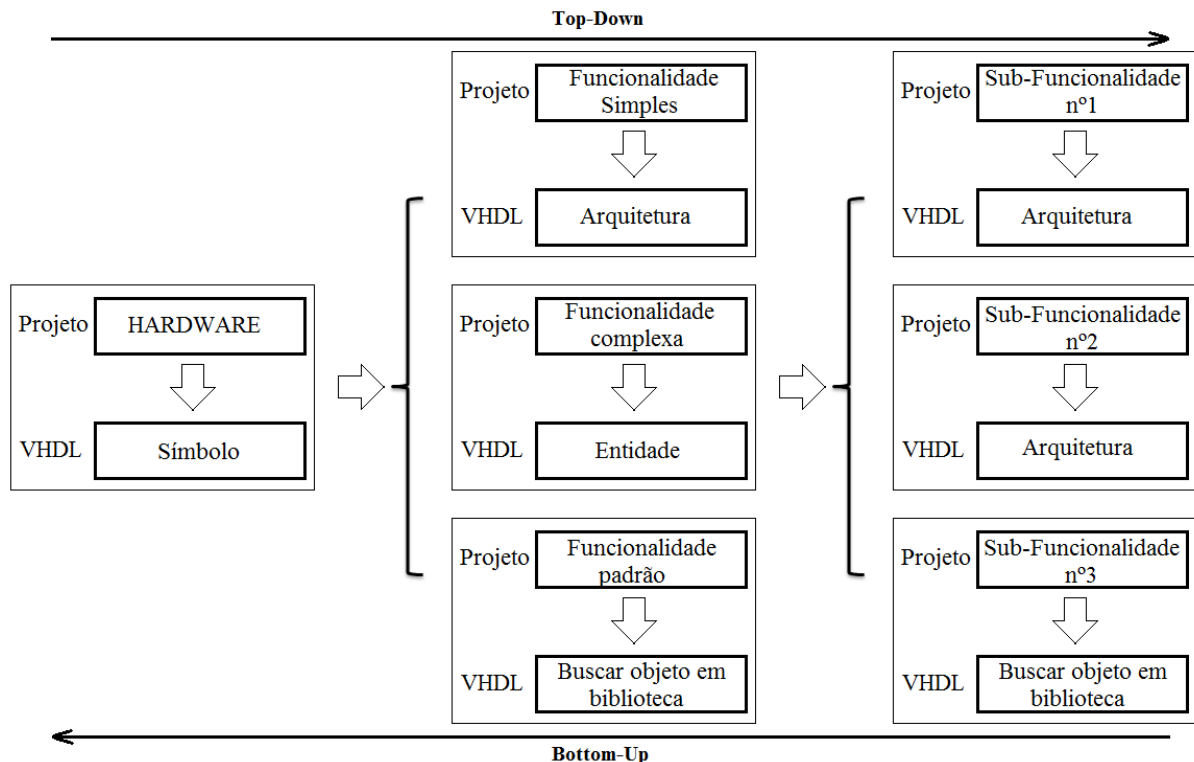 Top-Down
Projeto
Funcionalidade
Simples
VHDL
Arquitetura
Projeto
Sub-Funcionalidade
nº1
VHDL
Arquitetura
Projeto
HARDWARE
VHDL
Símbolo
Projeto
Funcionalidade
complexa
VHDL
Entidade
Projeto
Sub-Funcionalidade
nº2
VHDL
Arquitetura
Projeto
Funcionalidade
padrão
VHDL
Buscar objeto em
biblioteca
Projeto
Sub-Funcionalidade
nº3
VHDL
Buscar objeto em
biblioteca
Bottom-Up